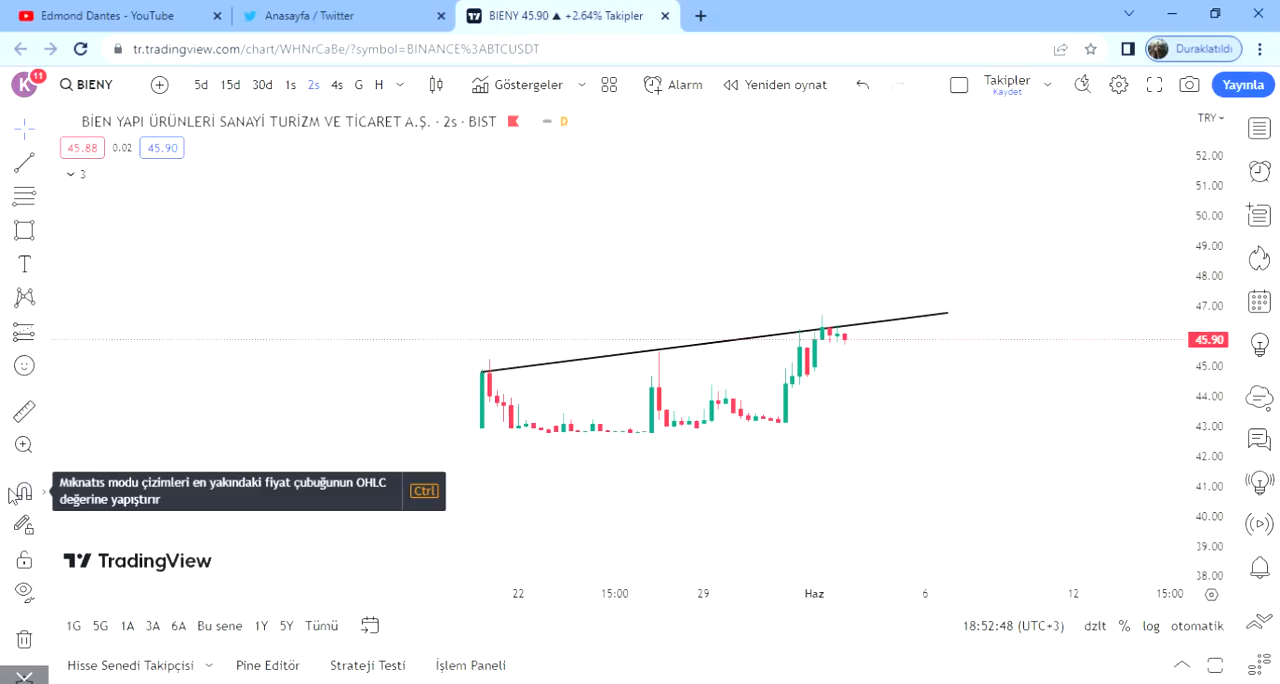 Edmond Dantes - YouTube
Anasayfa / Twitter
BIENY 45.90 ▲ +2.64% Takipler
tr.tradingview.com/chart/WHNrCaBe/?symbol=BINANCE%3ABTCUSDT
Duraklatıldı
K 11
BIENY
5d 15d 30d 1s 2s 4s G H
Göstergeler
Alarm
Yeniden oynat
Takipler
Kaydet
Yayınla
BİEN YAPI ÜRÜNLERİ SANAYİ TURİZM VE TİCARET A.Ş. · 2s · BIST
D
TRY
45.88 0.02 45.90
3
52.00
51.00
50.00
49.00
48.00
47.00
45.90
45.00
44.00
43.00
42.00
41.00
40.00
39.00
38.00
Mıknatıs modu çizimleri en yakındaki fiyat çubuğunun OHLC
değerine yapıştırır
Ctrl
TradingView
22 15:00 29 Haz 6 12 15:00
1G 5G 1A 3A 6A Bu sene 1Y 5Y Tümü
18:52:48 (UTC+3) dzlt % log otomatik
Hisse Senedi Takipçisi Pine Editör Strateji Testi İşlem Paneli